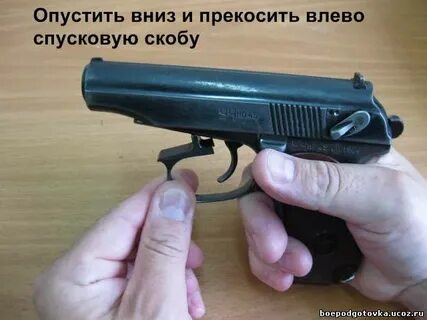 Опустить вниз и прекосить влево
спусковую скобу
boepodgotovka.ucoz.ru